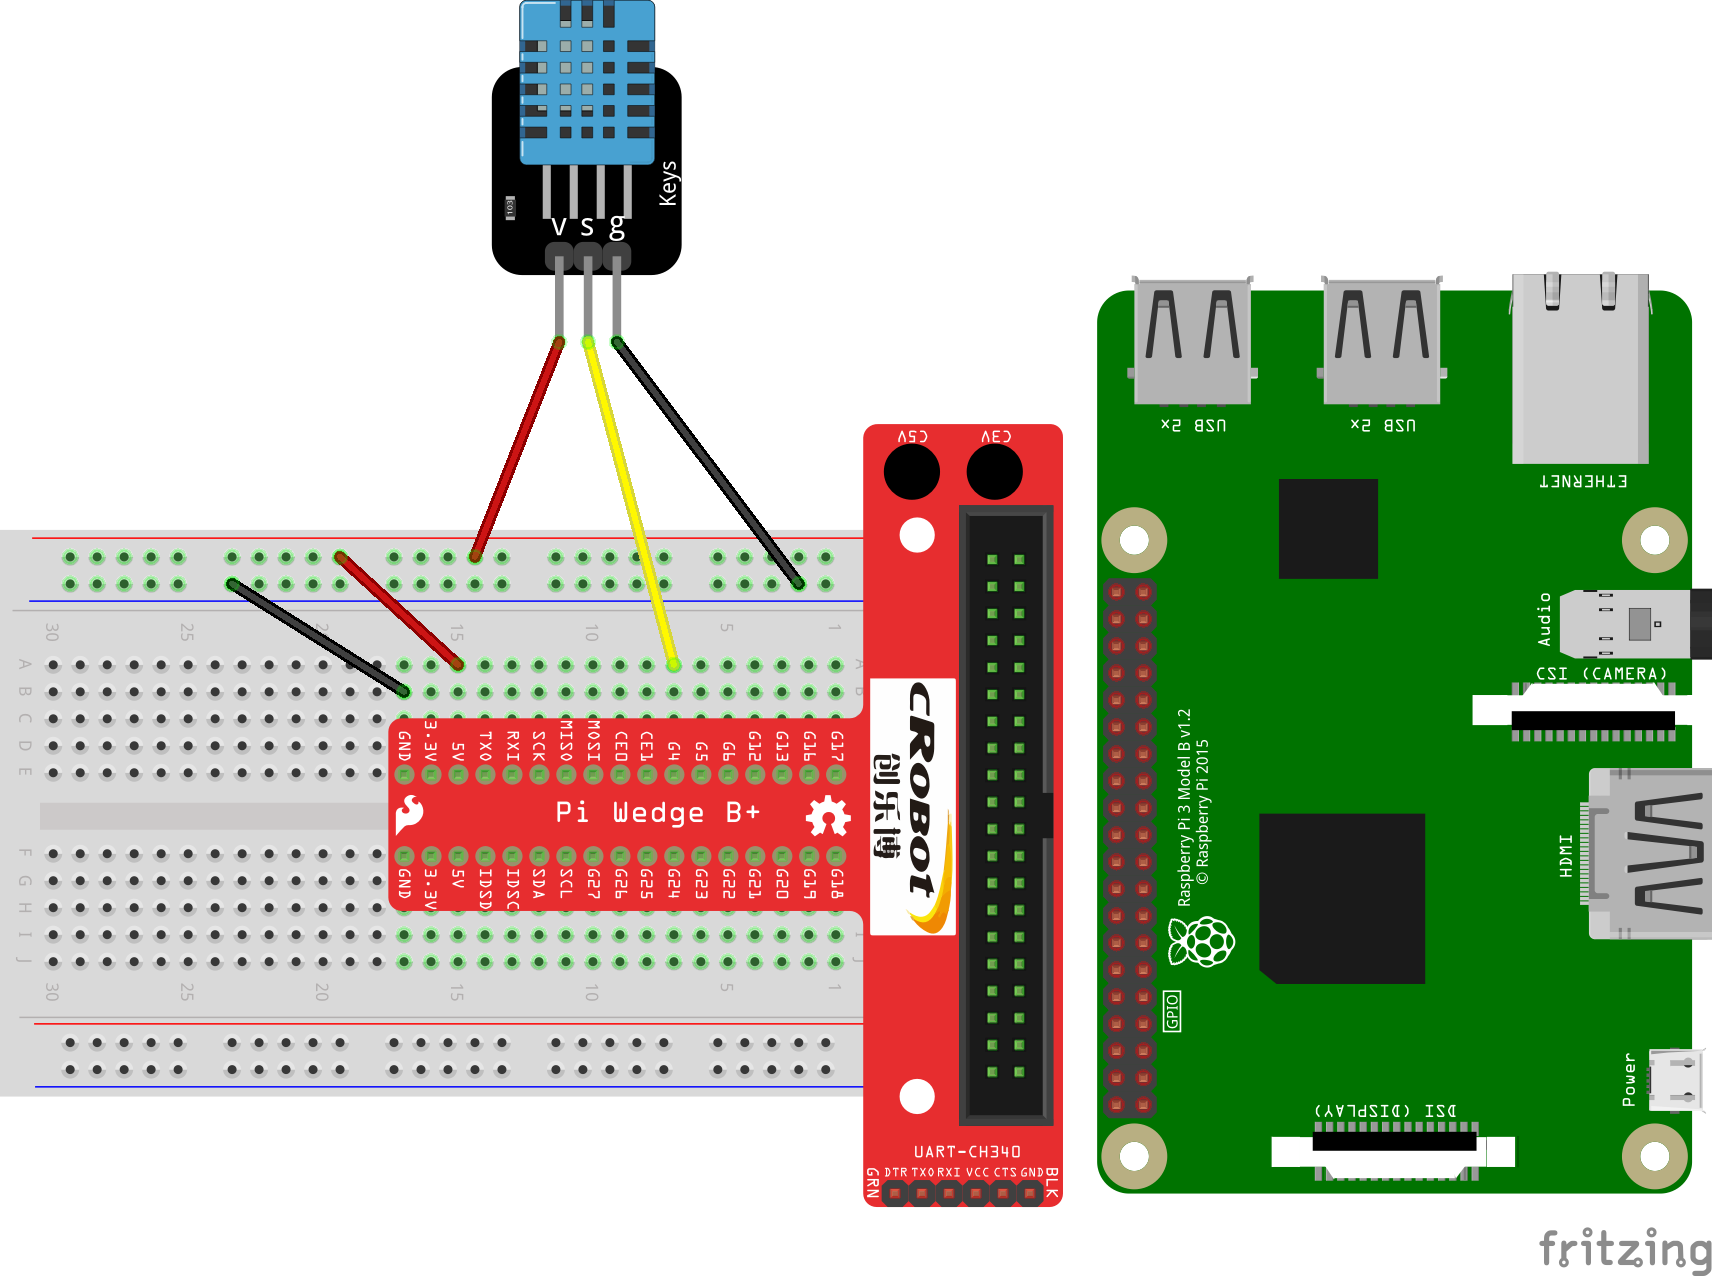 Keys
103
v s g
C5V C3V
USB 2x USB 2x
ETHERNET
Audio
CSI (CAMERA)
30 25 20 15 10 5 1
A
B
C
D
E
A
B
GND 3.3V 5V TXO RXI SCK MISO MOSI CE0 CE1 G4 G5 G6 G12 G13 G16 G17
Pi Wedge B+
GND 3.3V 5V IDSD IDSC SDA SCL G27 G26 G25 G24 G23 G22 G21 G20 G19 G18
F
G
H
I
J
I
J
30 25 20 15 10 5 1
CROBOT
创乐博
Raspberry Pi 3 Model B v1.2
© Raspberry Pi 2015
HDMI
GPIO
Power
DSI (DISPLAY)
UART-CH340
GRN DTR TXO RXI VCC CTS GND BLK
fritzing